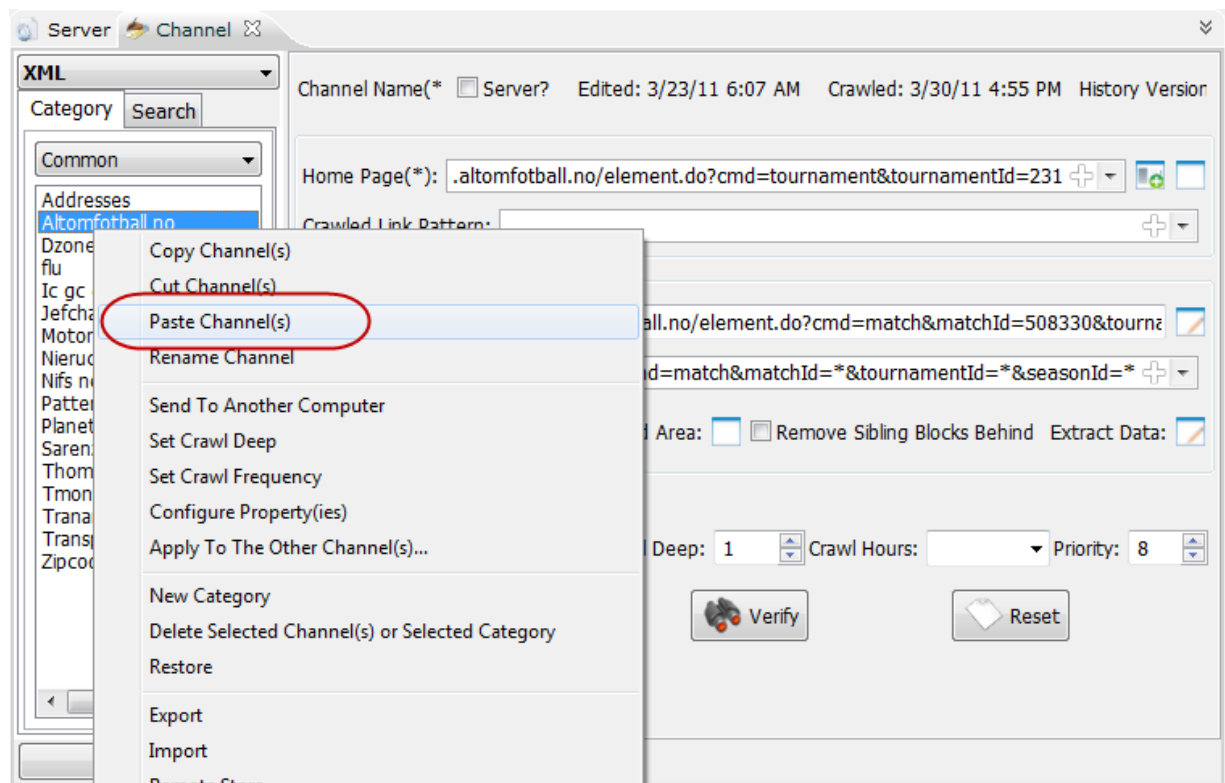 Server Channel
XML
Category Search
Common
Addresses
Altomfotball no
Dzone
flu
Ic gc
Jefcha
Motor
Nieruc
Nifs n
Patter
Planet
Saren
Thom
Tmon
Trana
Transp
Zipcod
Channel Name(* Server? Edited: 3/23/11 6:07 AM Crawled: 3/30/11 4:55 PM History Version
Home Page(*): .altomfotball.no/element.do?cmd=tournament&tournamentId=231
Crawled Link Pattern:
all.no/element.do?cmd=match&matchId=508330&tourna
nd=match&matchId=*&tournamentId=*&seasonId=*
Area: Remove Sibling Blocks Behind Extract Data:
Deep: 1 Crawl Hours: Priority: 8
Verify Reset
Copy Channel(s)
Cut Channel(s)
Paste Channel(s)
Rename Channel
Send To Another Computer
Set Crawl Deep
Set Crawl Frequency
Configure Property(ies)
Apply To The Other Channel(s)...
New Category
Delete Selected Channel(s) or Selected Category
Restore
Export
Import